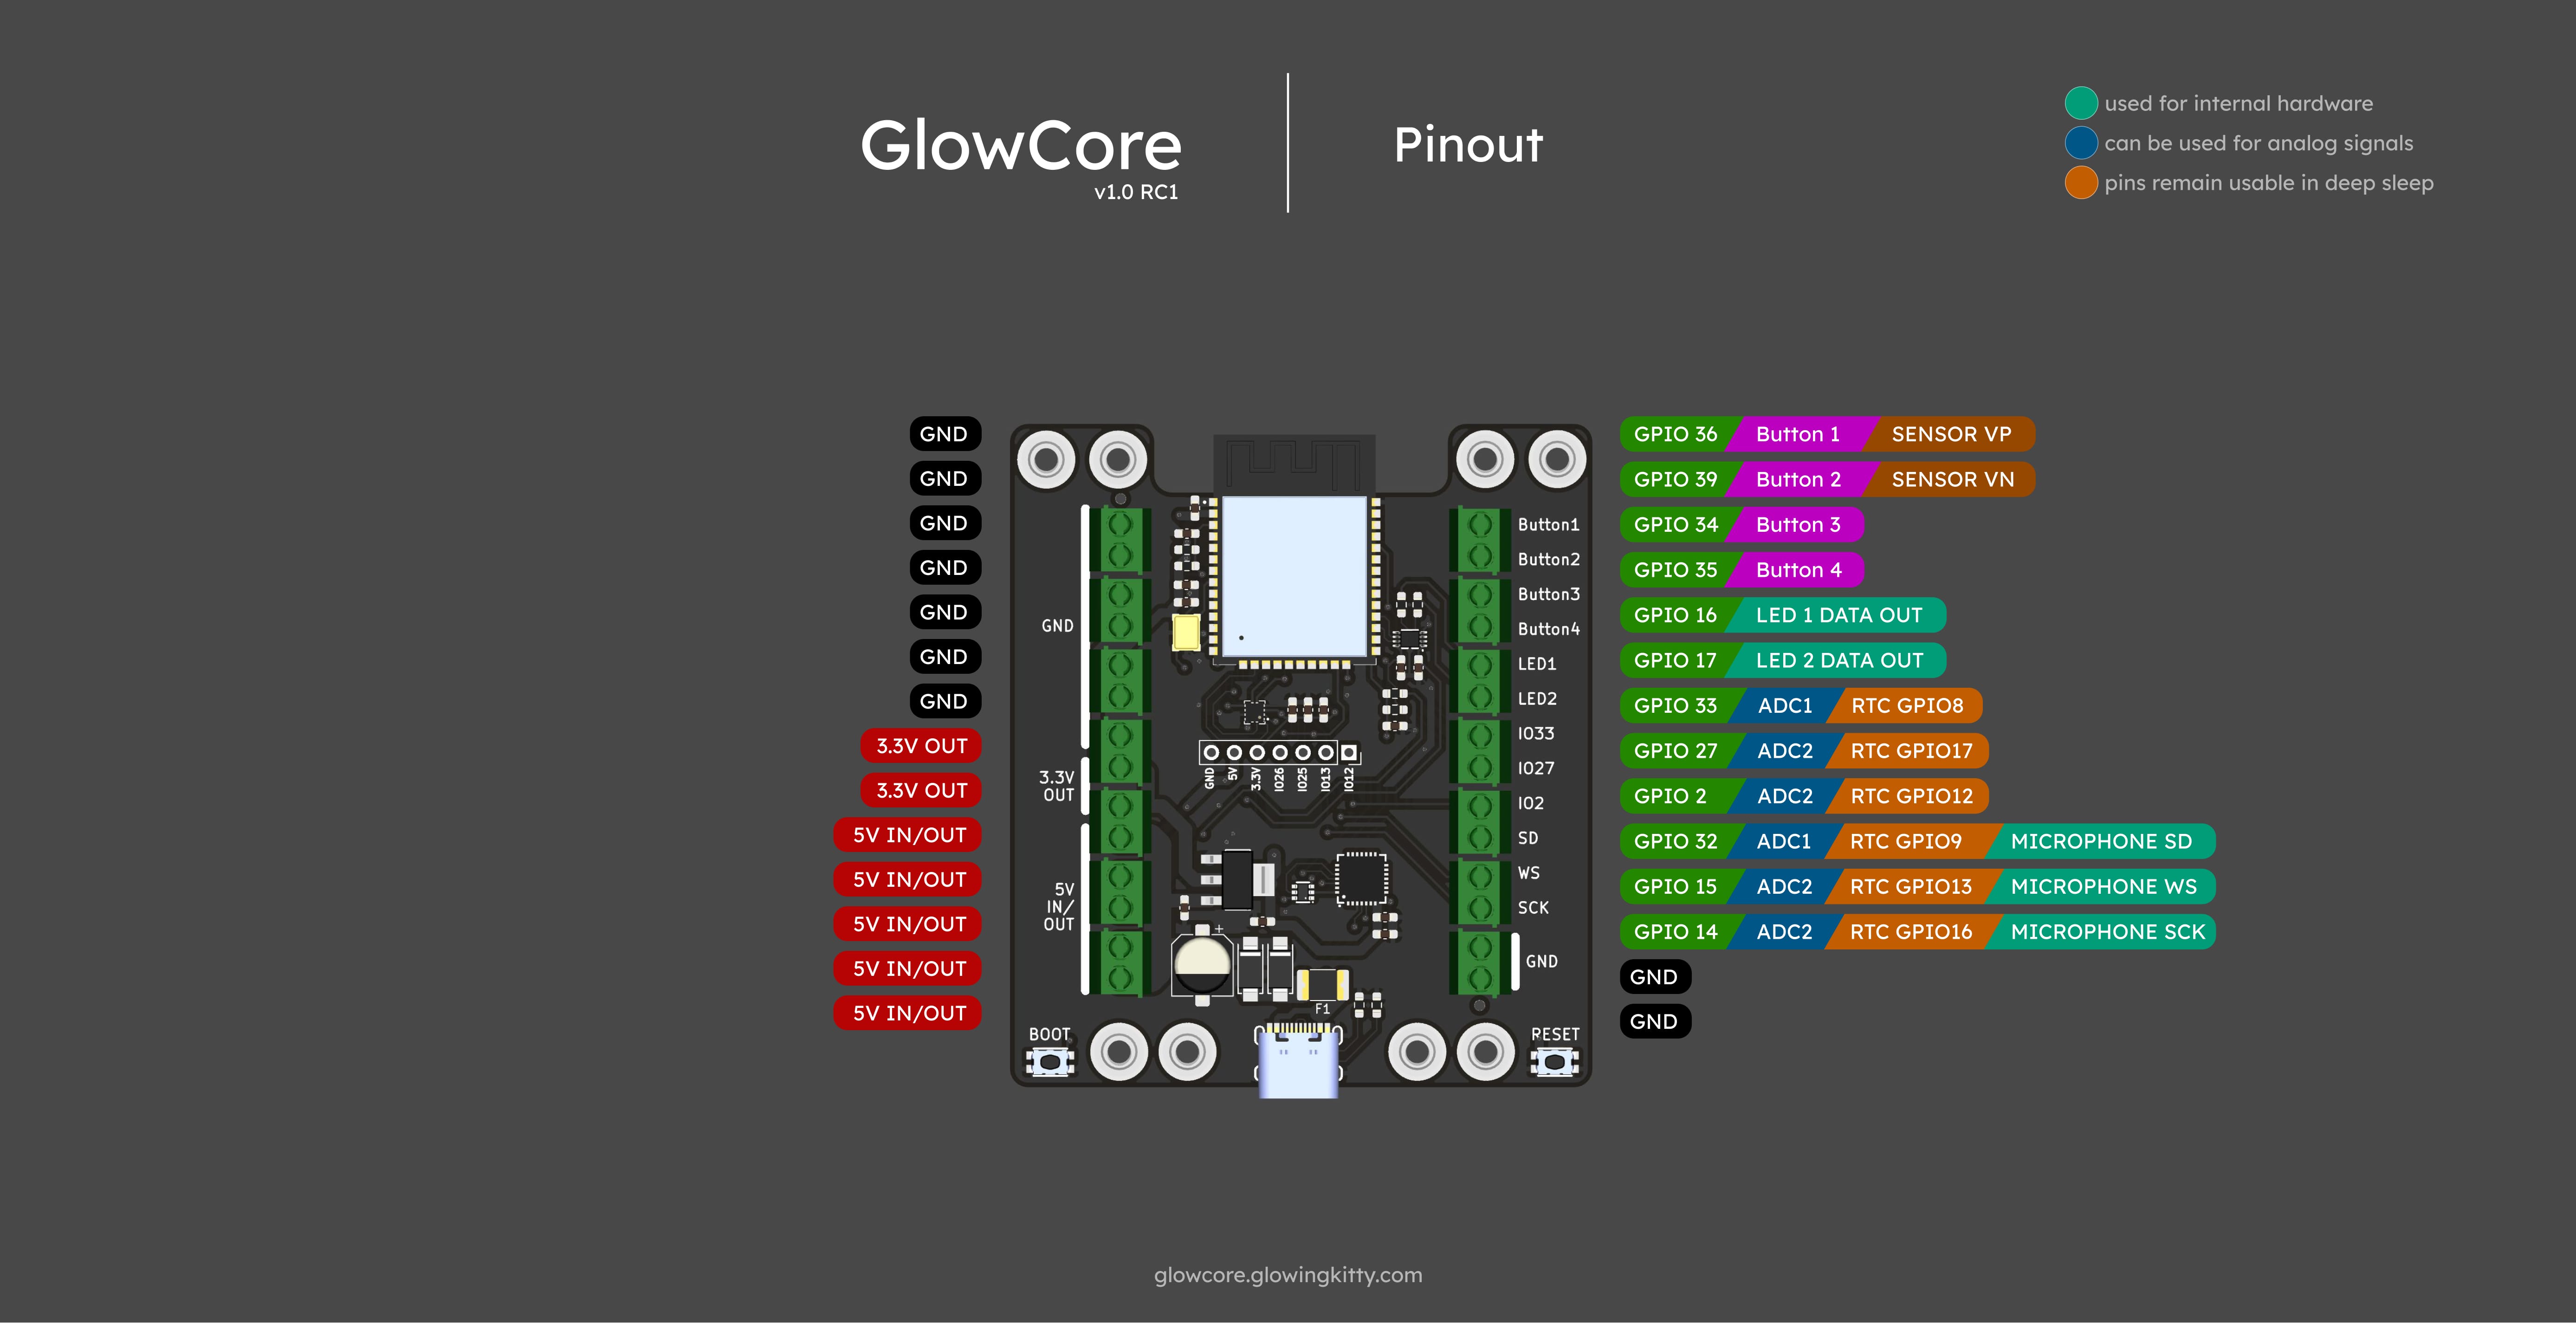 GlowCore
v1.0 RC1
Pinout
used for internal hardware
can be used for analog signals
pins remain usable in deep sleep
GND
GND
GND
GND
GND
GND
GND
3.3V OUT
3.3V OUT
5V IN/OUT
5V IN/OUT
5V IN/OUT
5V IN/OUT
5V IN/OUT
GND
3.3V
OUT
5V
IN/
OUT
BOOT
GND 5V 3.3V IO26 IO25 IO13 IO12
+
F1
Button1
Button2
Button3
Button4
LED1
LED2
IO33
IO27
IO2
SD
WS
SCK
GND
RESET
GPIO 36 Button 1 SENSOR VP
GPIO 39 Button 2 SENSOR VN
GPIO 34 Button 3
GPIO 35 Button 4
GPIO 16 LED 1 DATA OUT
GPIO 17 LED 2 DATA OUT
GPIO 33 ADC1 RTC GPIO8
GPIO 27 ADC2 RTC GPIO17
GPIO 2 ADC2 RTC GPIO12
GPIO 32 ADC1 RTC GPIO9 MICROPHONE SD
GPIO 15 ADC2 RTC GPIO13 MICROPHONE WS
GPIO 14 ADC2 RTC GPIO16 MICROPHONE SCK
GND
GND
glowcore.glowingkitty.com